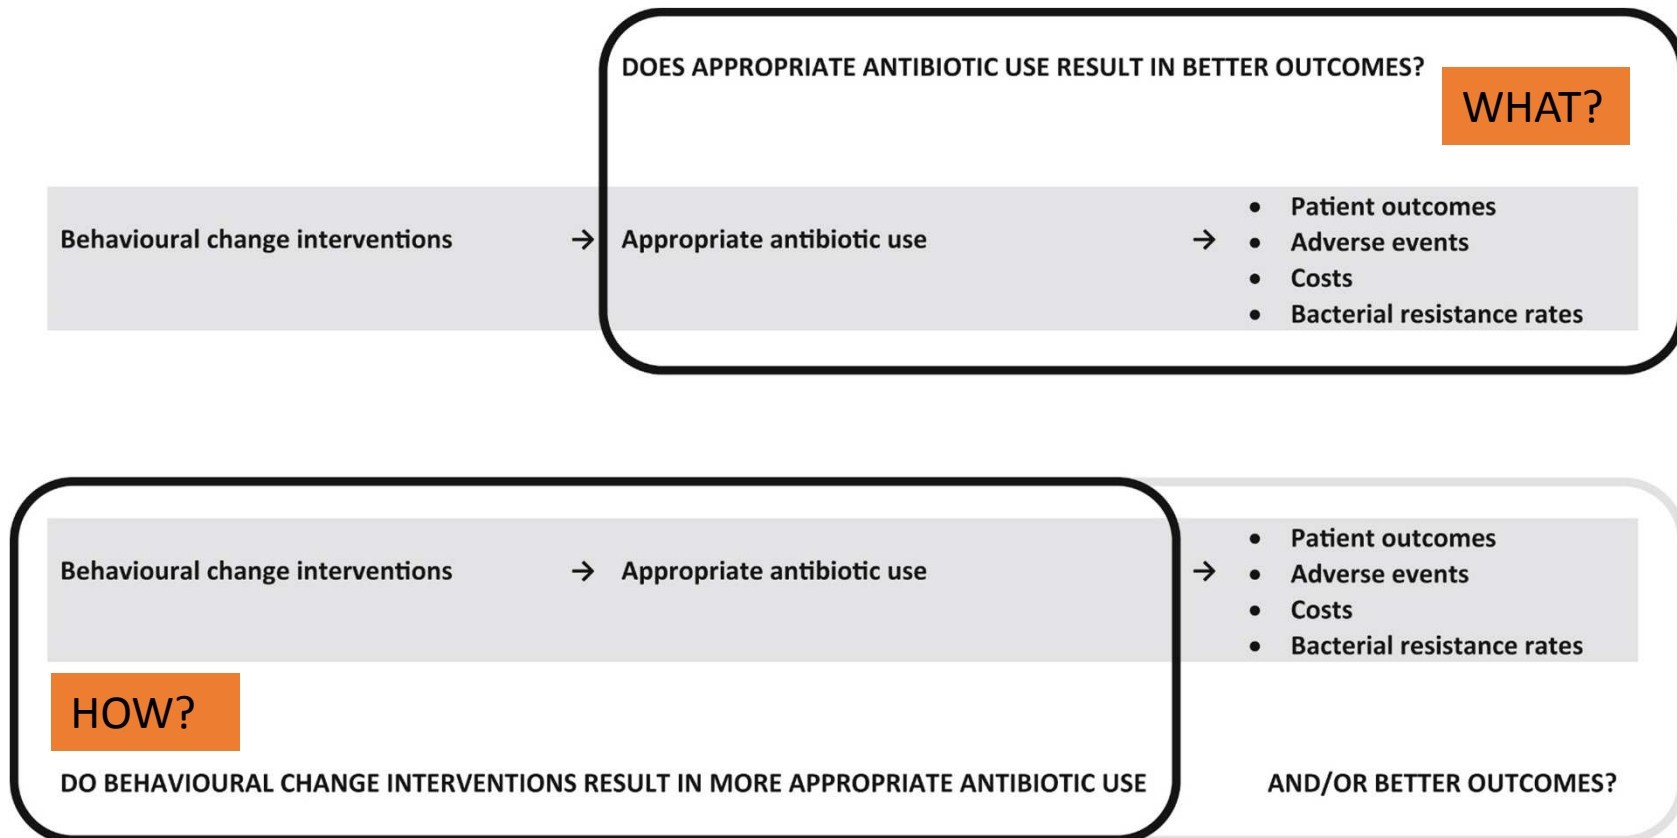 DOES APPROPRIATE ANTIBIOTIC USE RESULT IN BETTER OUTCOMES?
WHAT?
Behavioural change interventions → Appropriate antibiotic use →
• Patient outcomes
• Adverse events
• Costs
• Bacterial resistance rates
Behavioural change interventions → Appropriate antibiotic use →
• Patient outcomes
• Adverse events
• Costs
• Bacterial resistance rates
HOW?
DO BEHAVIOURAL CHANGE INTERVENTIONS RESULT IN MORE APPROPRIATE ANTIBIOTIC USE AND/OR BETTER OUTCOMES?